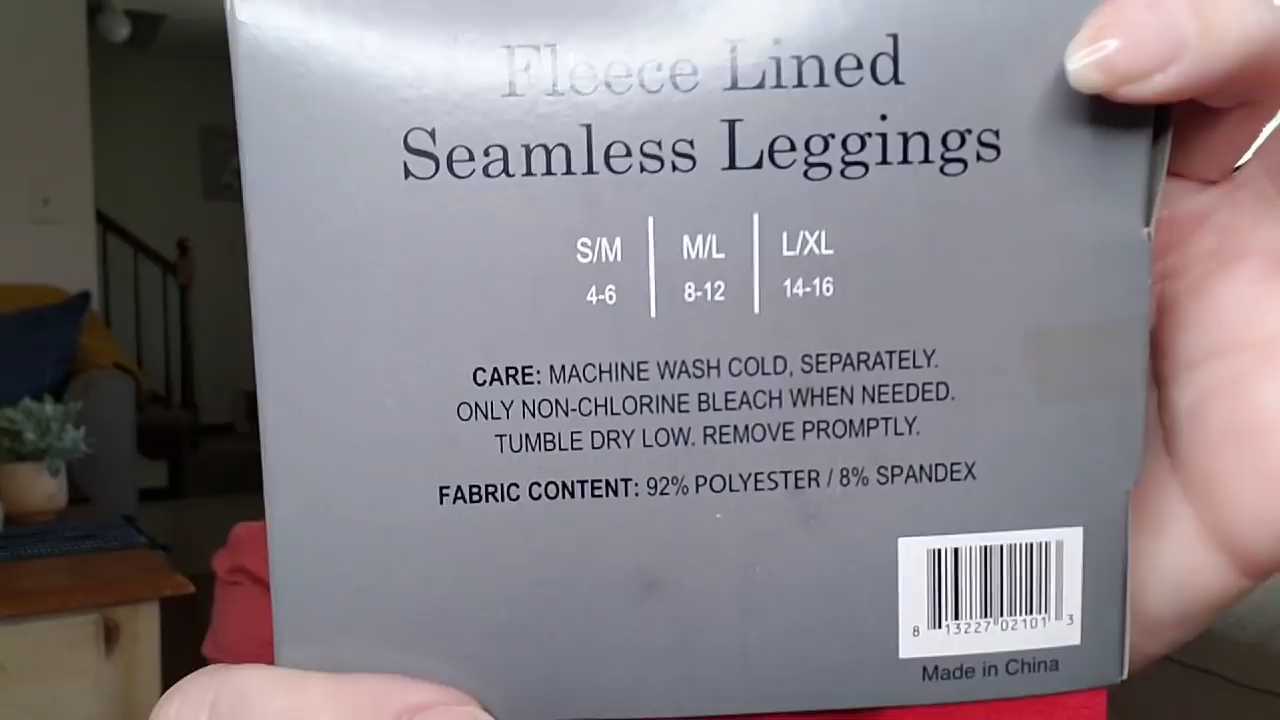 Fleece Lined
Seamless Leggings
S/M | M/L | L/XL
4-6 | 8-12 | 14-16
CARE: MACHINE WASH COLD, SEPARATELY.
ONLY NON-CHLORINE BLEACH WHEN NEEDED.
TUMBLE DRY LOW. REMOVE PROMPTLY.
FABRIC CONTENT: 92% POLYESTER / 8% SPANDEX
8 13227 02101 3
Made in China